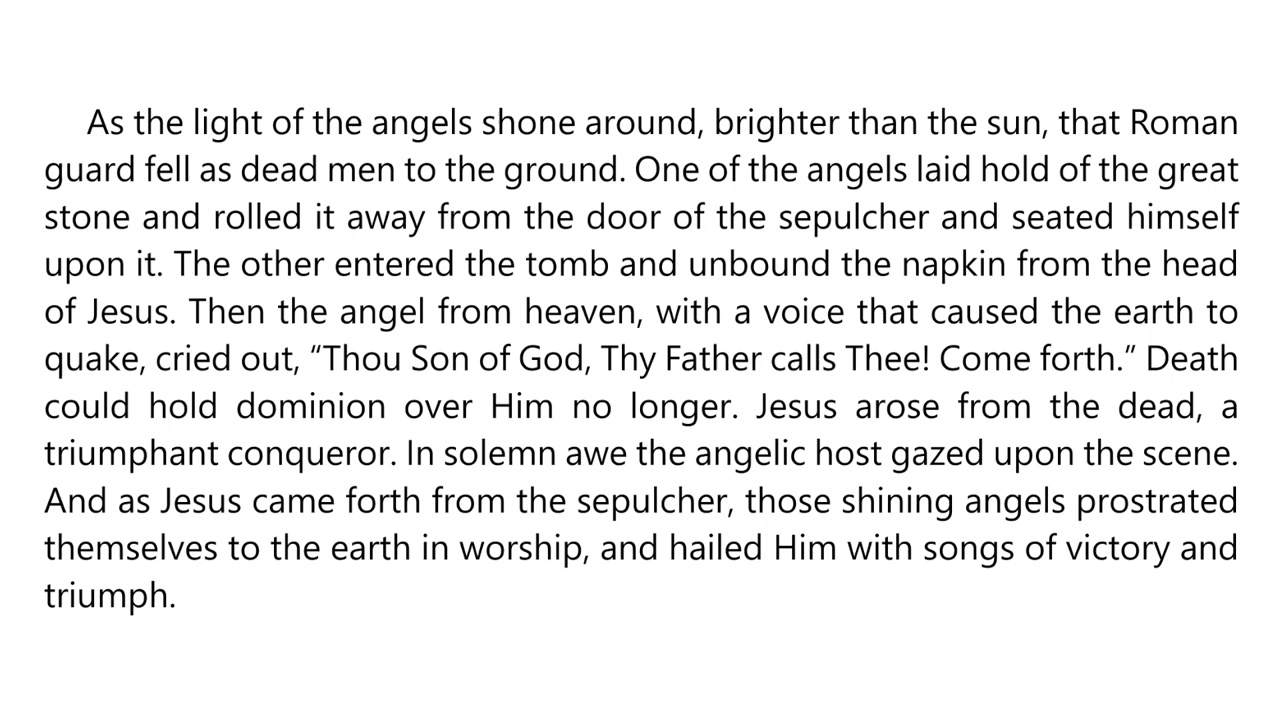 As the light of the angels shone around, brighter than the sun, that Roman
guard fell as dead men to the ground. One of the angels laid hold of the great
stone and rolled it away from the door of the sepulcher and seated himself
upon it. The other entered the tomb and unbound the napkin from the head
of Jesus. Then the angel from heaven, with a voice that caused the earth to
quake, cried out, “Thou Son of God, Thy Father calls Thee! Come forth.” Death
could hold dominion over Him no longer. Jesus arose from the dead, a
triumphant conqueror. In solemn awe the angelic host gazed upon the scene.
And as Jesus came forth from the sepulcher, those shining angels prostrated
themselves to the earth in worship, and hailed Him with songs of victory and
triumph.